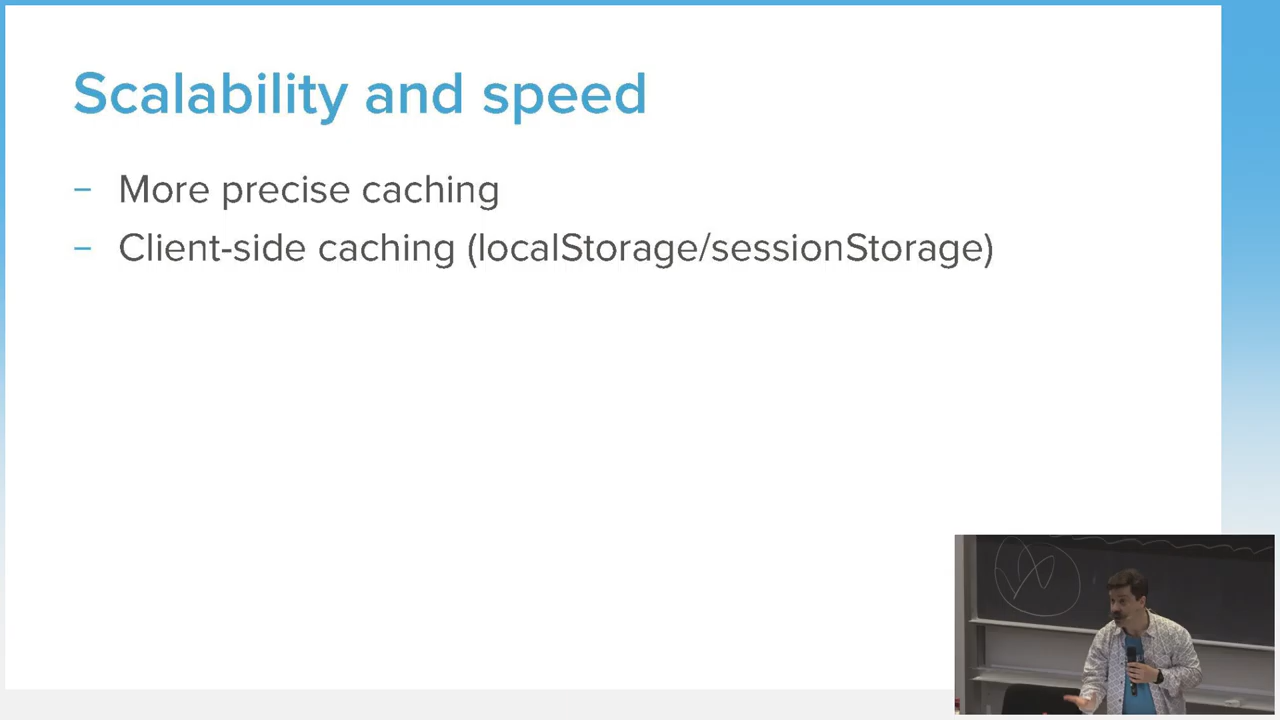 Scalability and speed
– More precise caching
– Client-side caching (localStorage/sessionStorage)